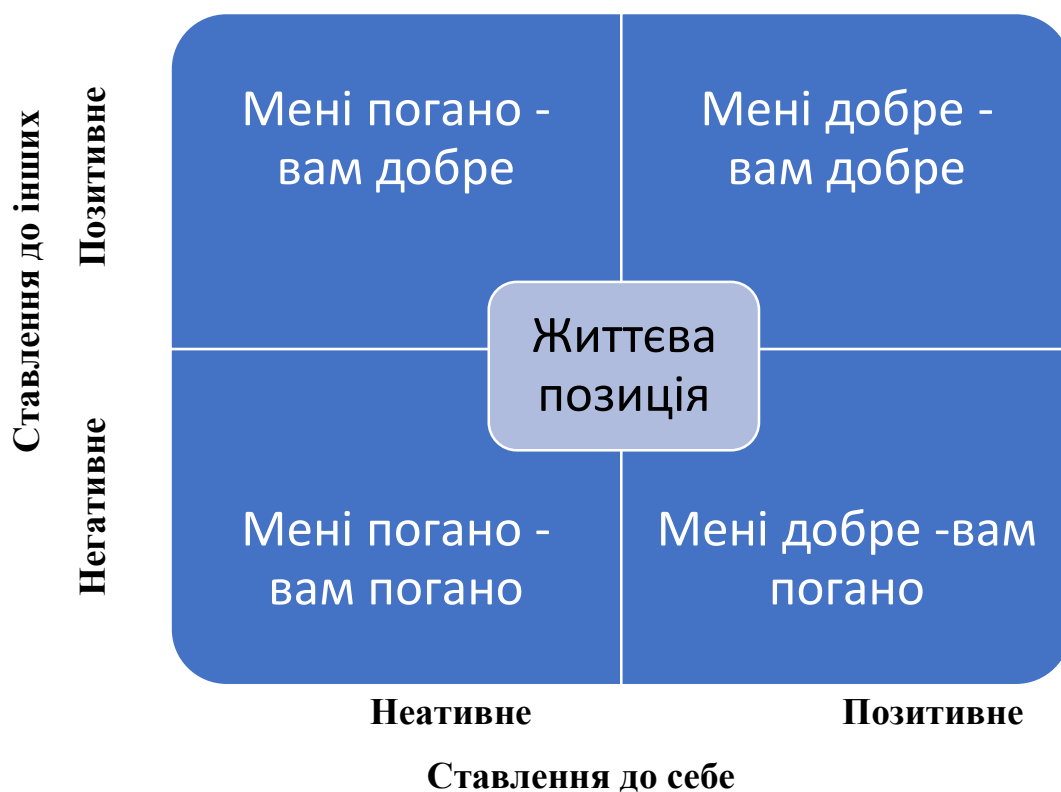 Ставлення до інших
Позитивне
Негативне
Мені погано -
вам добре
Мені добре -
вам добре
Життєва
позиція
Мені погано -
вам погано
Мені добре -вам
погано
Неативне
Позитивне
Ставлення до себе